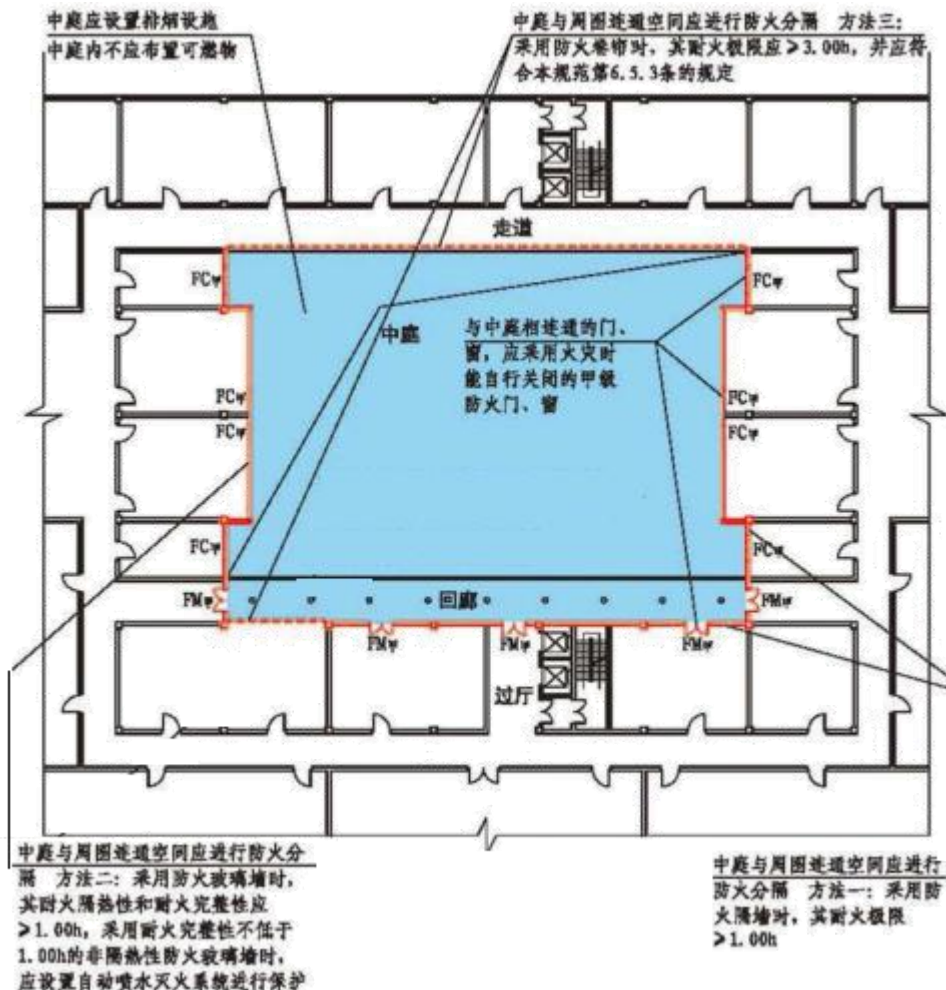 中庭应设置排烟设施
中庭内不应布置可燃物
中庭与周围连通空间应进行防火分隔 方法三：
采用防火卷帘时，其耐火极限应≥3.00h，并应符
合本规范第6.5.3条的规定
走道
FC甲
FC甲
中庭
与中庭相连通的门、
窗，应采用火灾时
能自行关闭的甲级
防火门、窗
FC甲
FC甲
FC甲
FC甲
FC甲
FC甲
FM甲
回廊
FM甲
FM甲
FM甲
FM甲
过厅
中庭与周围连通空间应进行防火分
隔 方法二：采用防火玻璃墙时，
其耐火隔热性和耐火完整性应
≥1.00h，采用耐火完整性不低于
1.00h的非隔热性防火玻璃墙时，
应设置自动喷水灭火系统进行保护
中庭与周围连通空间应进行
防火分隔 方法一：采用防
火隔墙时，其耐火极限
≥1.00h